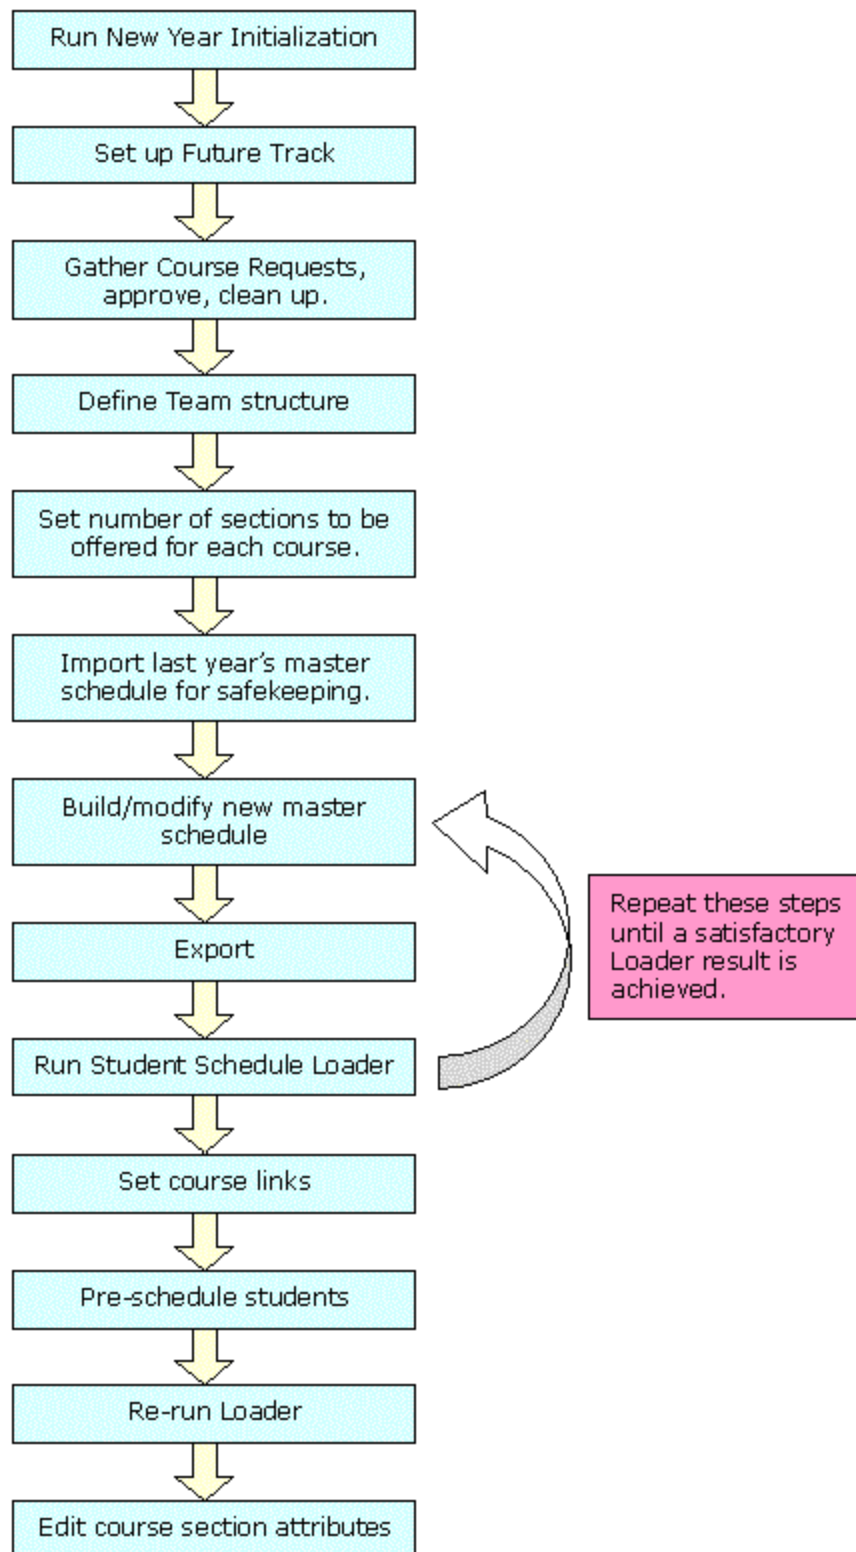 Run New Year Initialization
Set up Future Track
Gather Course Requests,
approve, clean up.
Define Team structure
Set number of sections to be
offered for each course.
Import last year's master
schedule for safekeeping.
Build/modify new master
schedule
Export
Repeat these steps
until a satisfactory
Loader result is
achieved.
Run Student Schedule Loader
Set course links
Pre-schedule students
Re-run Loader
Edit course section attributes